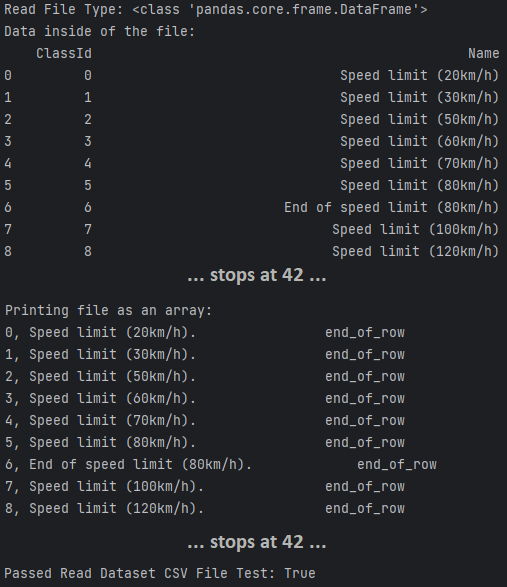 Read File Type: <class 'pandas.core.frame.DataFrame'>
Data inside of the file:
    ClassId                                               Name
0         0                               Speed limit (20km/h)
1         1                               Speed limit (30km/h)
2         2                               Speed limit (50km/h)
3         3                               Speed limit (60km/h)
4         4                               Speed limit (70km/h)
5         5                               Speed limit (80km/h)
6         6                        End of speed limit (80km/h)
7         7                              Speed limit (100km/h)
8         8                              Speed limit (120km/h)
... stops at 42 ...
Printing file as an array:
0, Speed limit (20km/h).                end_of_row
1, Speed limit (30km/h).                end_of_row
2, Speed limit (50km/h).                end_of_row
3, Speed limit (60km/h).                end_of_row
4, Speed limit (70km/h).                end_of_row
5, Speed limit (80km/h).                end_of_row
6, End of speed limit (80km/h).             end_of_row
7, Speed limit (100km/h).               end_of_row
8, Speed limit (120km/h).               end_of_row
... stops at 42 ...
Passed Read Dataset CSV File Test: True